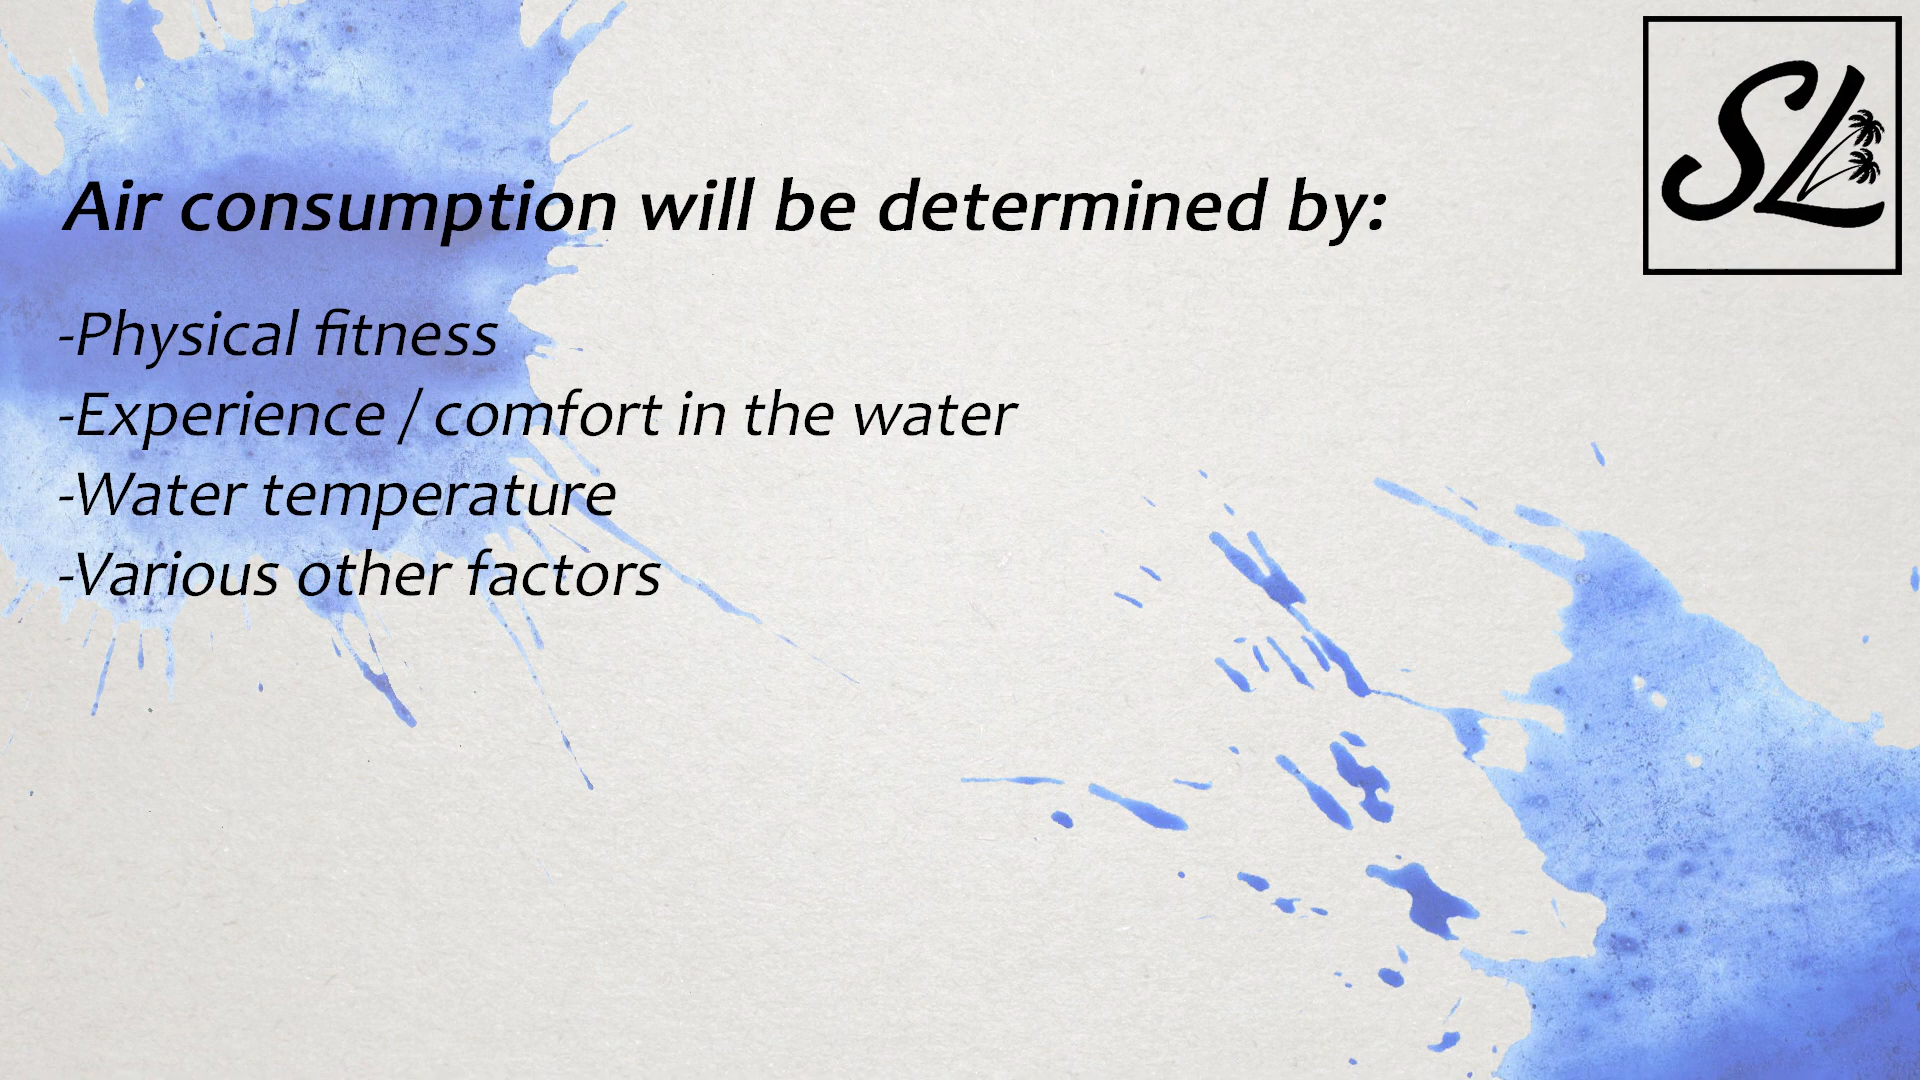 SL
Air consumption will be determined by:
-Physical fitness
-Experience / comfort in the water
-Water temperature
-Various other factors